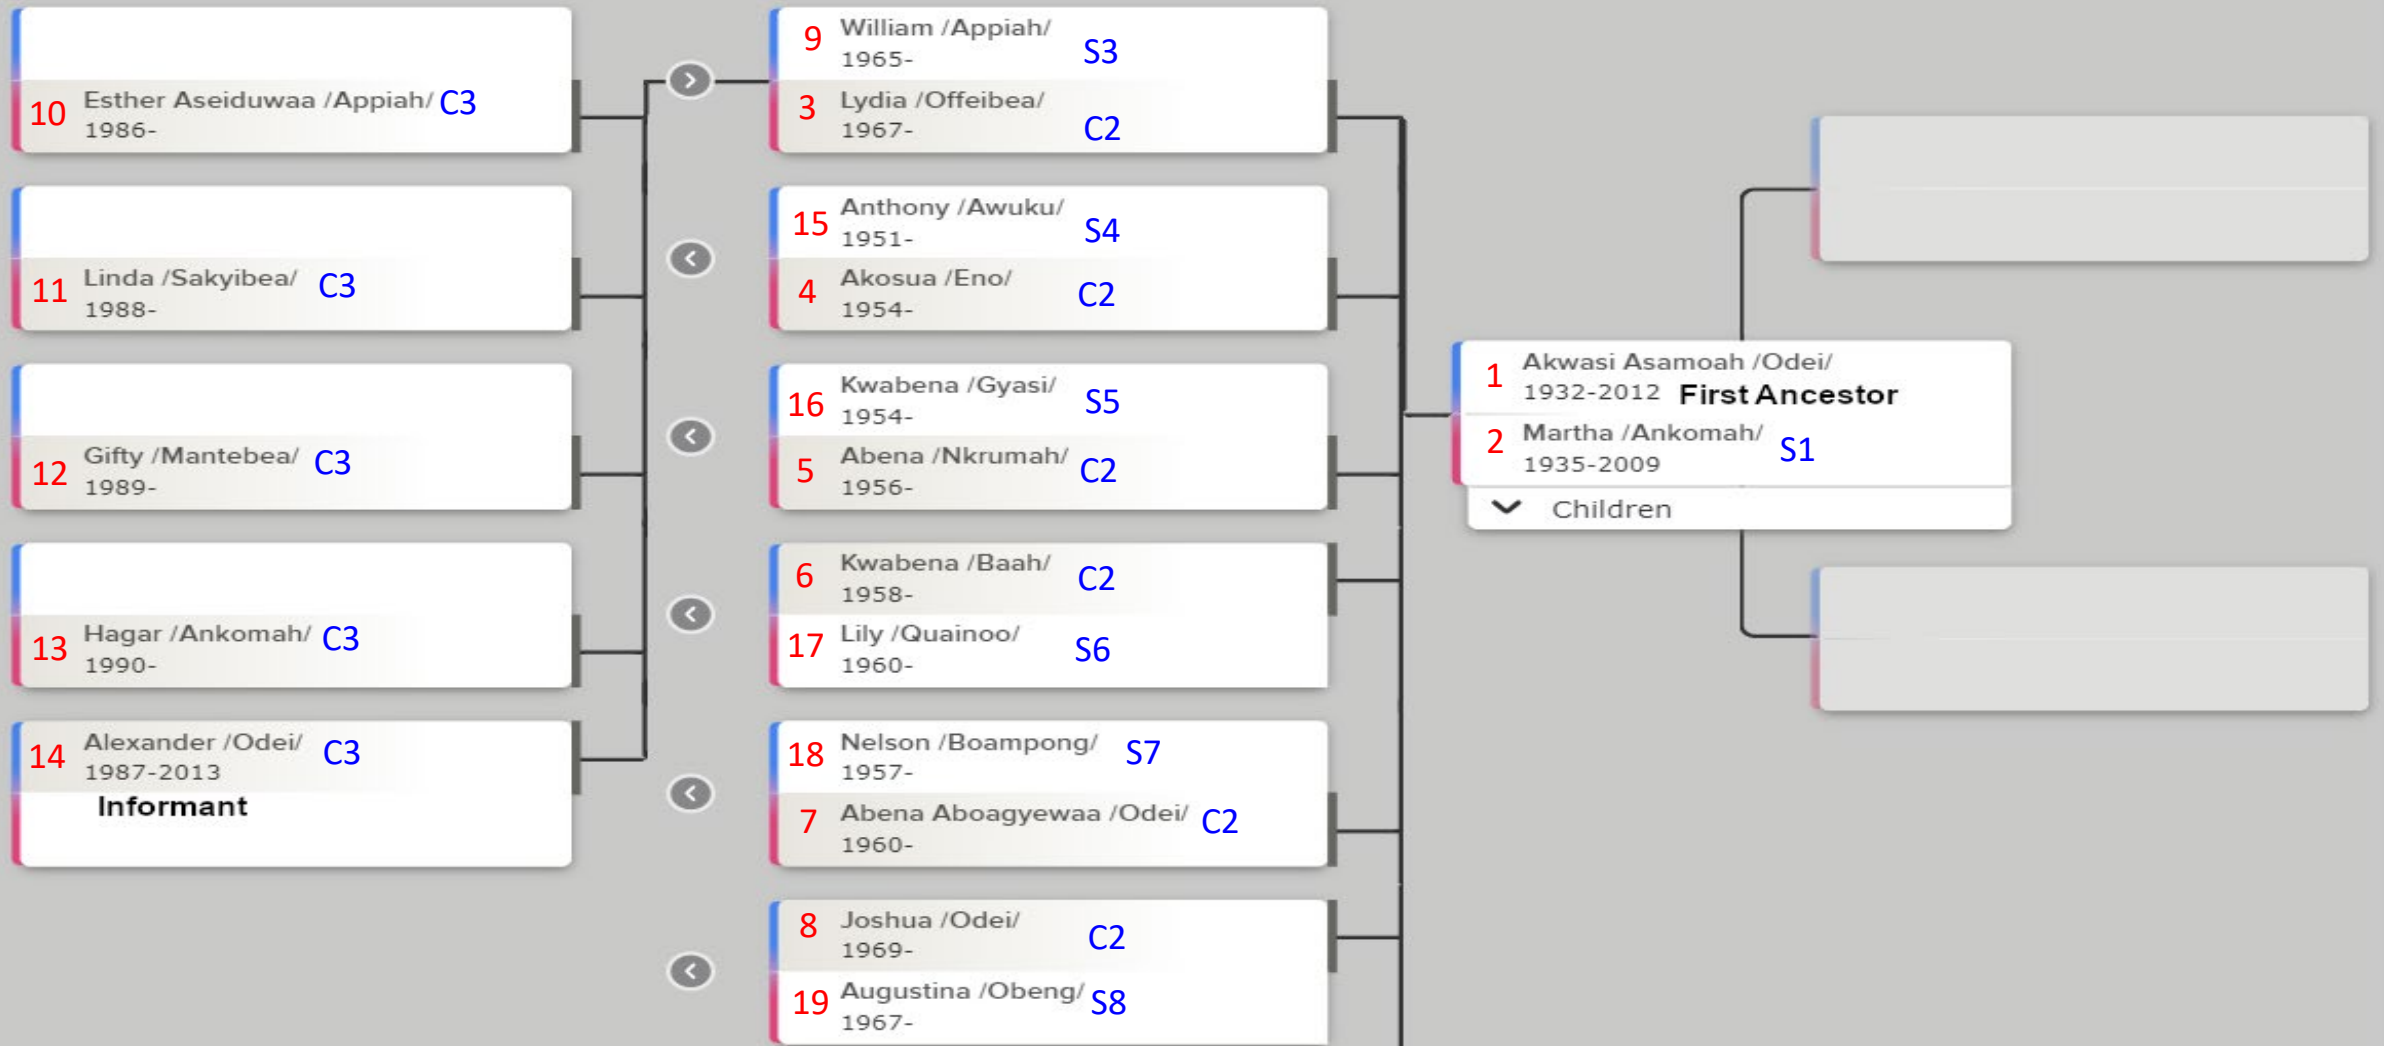 10 Esther Aseiduwaa /Appiah/ C3
1986-
11 Linda /Sakyibea/ C3
1988-
12 Gifty /Mantebea/ C3
1989-
13 Hagar /Ankomah/ C3
1990-
14 Alexander /Odei/ C3
1987-2013
Informant
9 William /Appiah/ S3
1965-
3 Lydia /Offeibea/ C2
1967-
15 Anthony /Awuku/ S4
1951-
4 Akosua /Eno/ C2
1954-
16 Kwabena /Gyasi/ S5
1954-
5 Abena /Nkrumah/ C2
1956-
6 Kwabena /Baah/ C2
1958-
17 Lily /Quainoo/ S6
1960-
18 Nelson /Boampong/ S7
1957-
7 Abena Aboagyewaa /Odei/ C2
1960-
8 Joshua /Odei/ C2
1969-
19 Augustina /Obeng/ S8
1967-
1 Akwasi Asamoah /Odei/
1932-2012 First Ancestor
2 Martha /Ankomah/ S1
1935-2009
Children